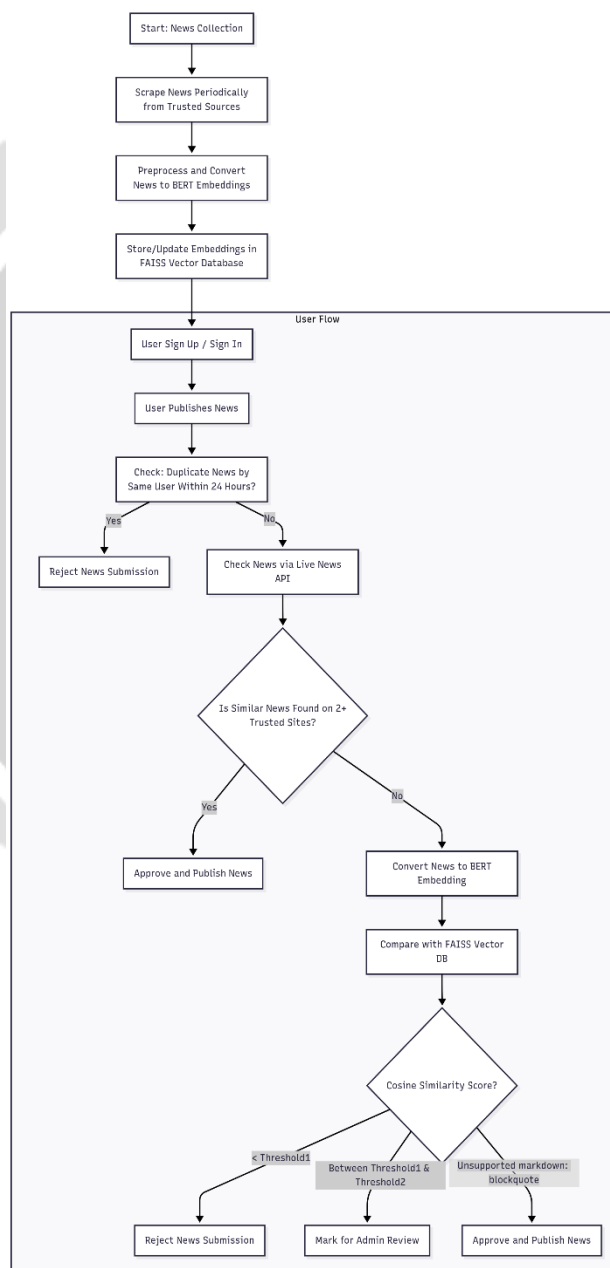 Start: News Collection
Scrape News Periodically
from Trusted Sources
Preprocess and Convert
News to BERT Embeddings
Store/Update Embeddings in
FAISS Vector Database
User Flow
User Sign Up / Sign In
User Publishes News
Check: Duplicate News by
Same User Within 24 Hours?
Yes
No
Reject News Submission
Check News via Live News
API
Is Similar News Found on 2+
Trusted Sites?
Yes
No
Approve and Publish News
Convert News to BERT
Embedding
Compare with FAISS Vector
DB
Cosine Similarity Score?
< Threshold1
Between Threshold1 &
Threshold2
Unsupported markdown:
blockquote
Reject News Submission
Mark for Admin Review
Approve and Publish News